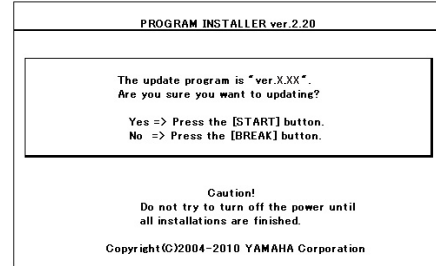 PROGRAM INSTALLER ver.2.20
The update program is "ver.X.XX".
Are you sure you want to updating?
Yes => Press the [START] button.
No => Press the [BREAK] button.
Caution!
Do not try to turn off the power until
all installations are finished.
Copyright(C)2004-2010 YAMAHA Corporation